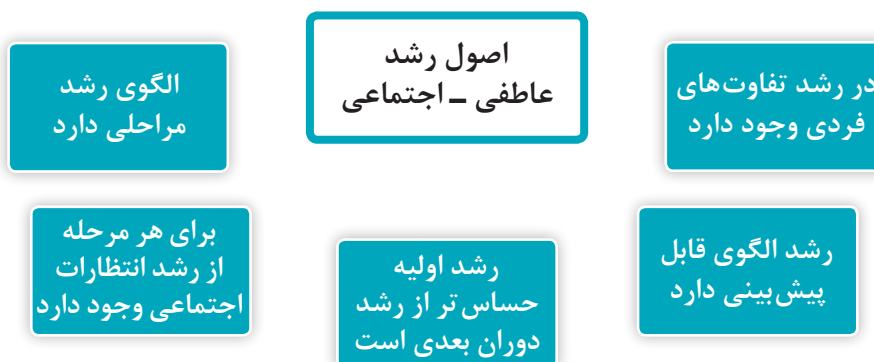 اصول رشد
عاطفی ـ اجتماعی
در رشد تفاوت‌های
فردی وجود دارد
رشد الگوی قابل
پیش‌بینی دارد
رشد اولیه
حساس‌تر از رشد
دوران بعدی است
برای هر مرحله
از رشد انتظارات
اجتماعی وجود دارد
الگوی رشد
مراحلی دارد